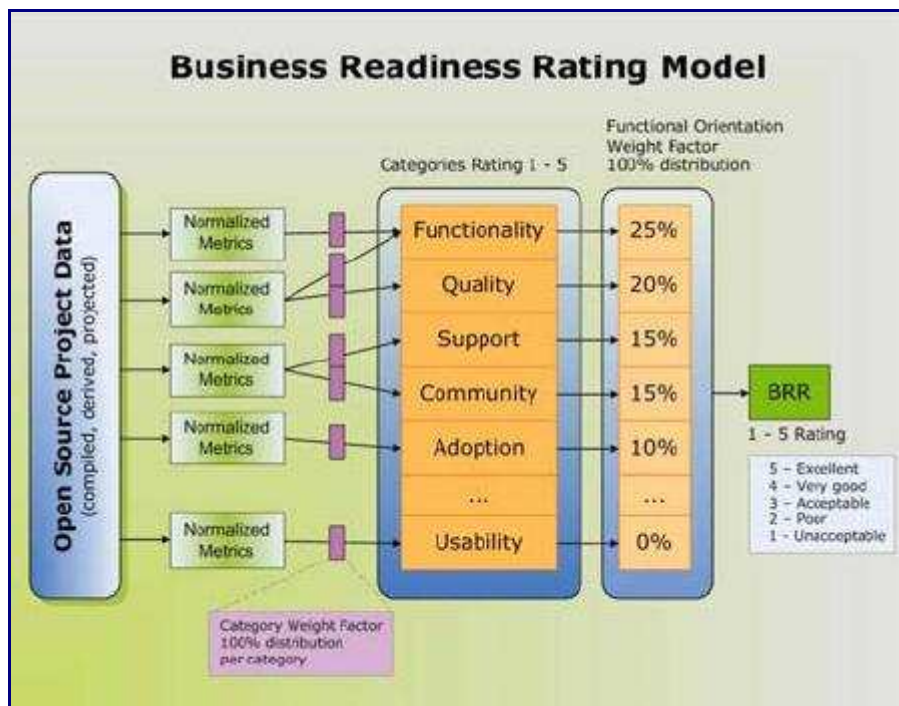 Business Readiness Rating Model
Open Source Project Data
(compiled, derived, projected)
Normalized
Metrics
Normalized
Metrics
Normalized
Metrics
Normalized
Metrics
Normalized
Metrics
Category Weight Factor
100% distribution
per category
Categories Rating 1 - 5
Functionality
Quality
Support
Community
Adoption
...
Usability
Functional Orientation
Weight Factor
100% distribution
25%
20%
15%
15%
10%
...
0%
BRR
1 - 5 Rating
5 – Excellent
4 – Very good
3 – Acceptable
2 – Poor
1 - Unacceptable